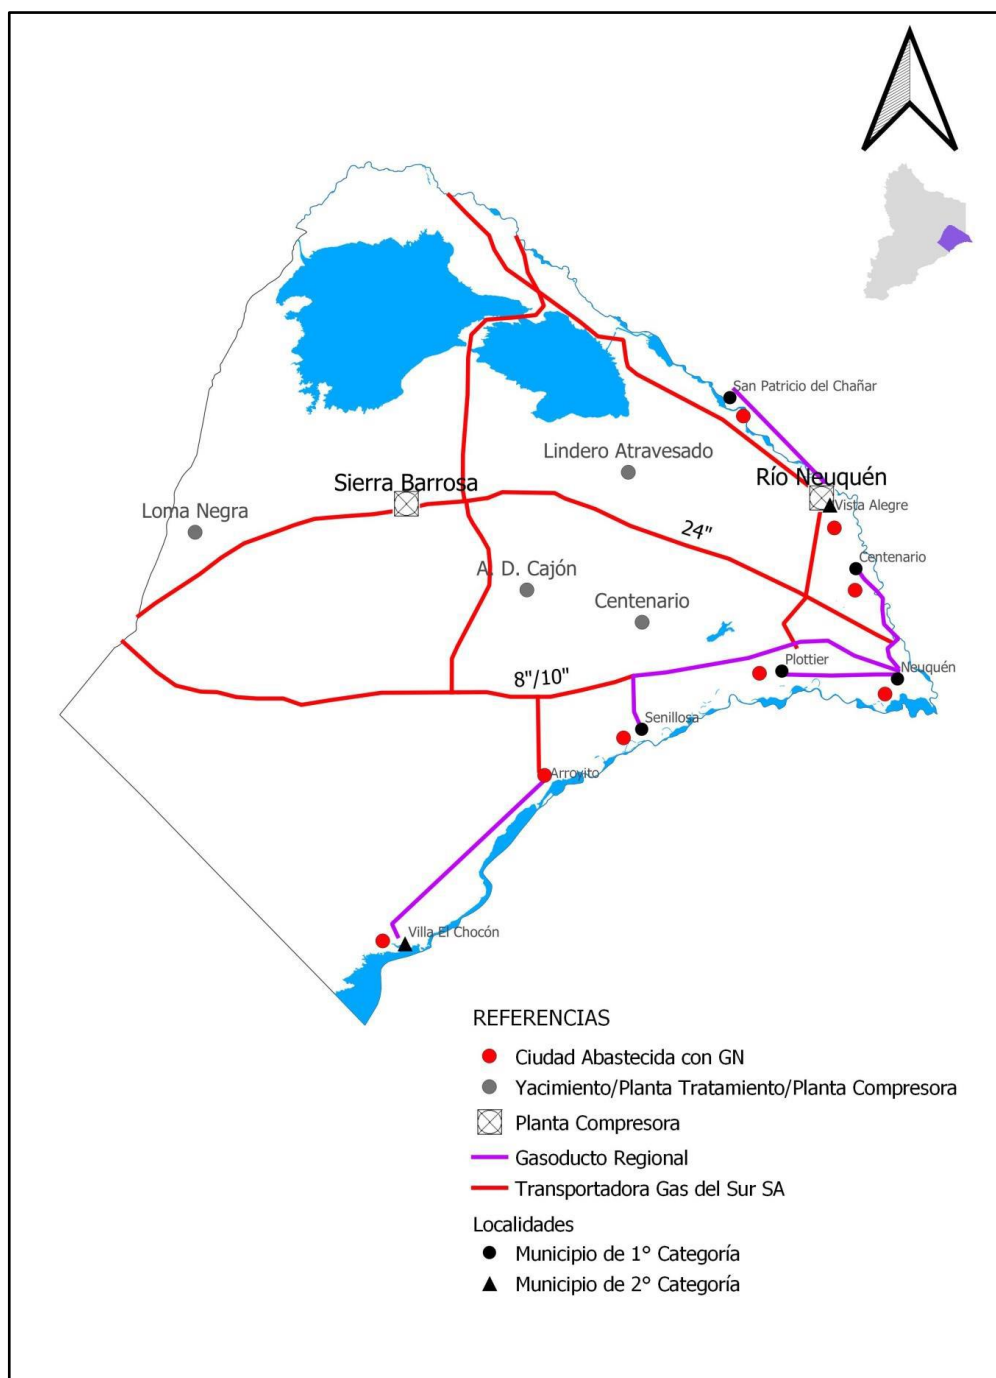 San Patricio del Chañar
Lindero Atravesado
Sierra Barrosa
Río Neuquén
Loma Negra
Vista Alegre
24"
Centenario
A. D. Cajón
Centenario
Plottier
Neuquén
8"/10"
Senillosa
Arroyito
Villa El Chocón
REFERENCIAS
Ciudad Abastecida con GN
Yacimiento/Planta Tratamiento/Planta Compresora
Planta Compresora
Gasoducto Regional
Transportadora Gas del Sur SA
Localidades
Municipio de 1° Categoría
Municipio de 2° Categoría